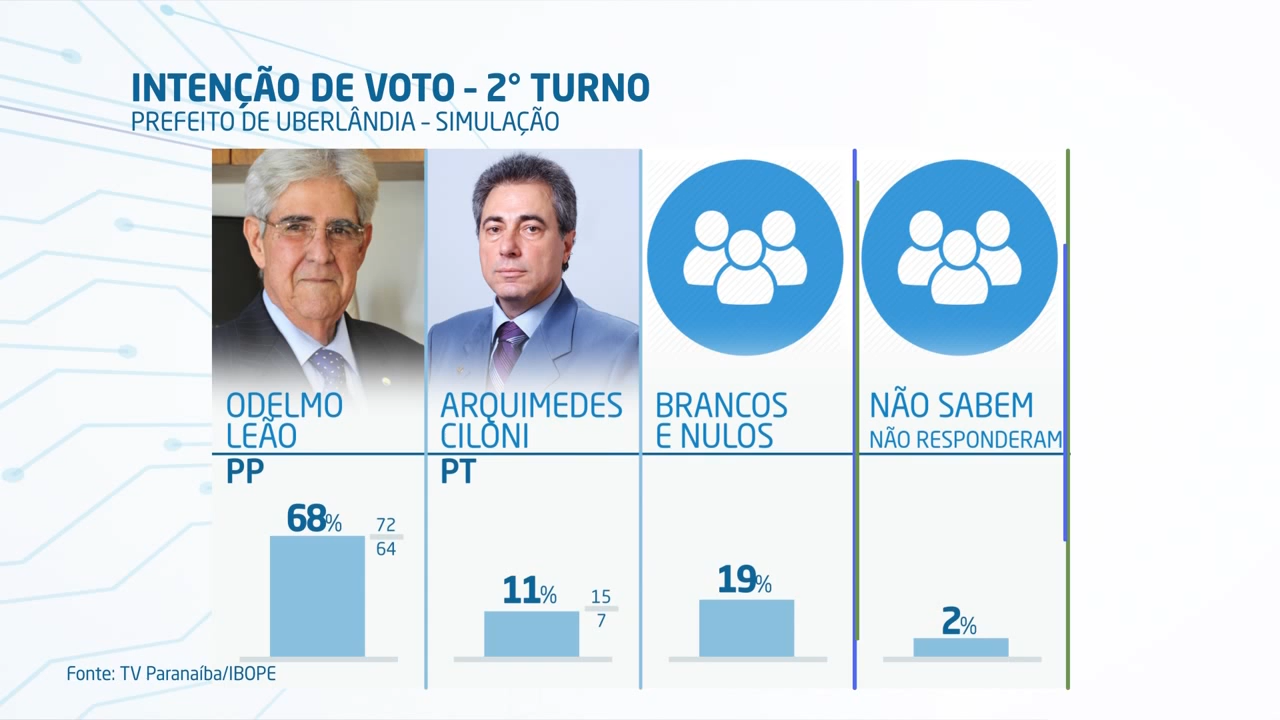 INTENÇÃO DE VOTO – 2° TURNO
PREFEITO DE UBERLÂNDIA – SIMULAÇÃO
ODELMO
LEÃO
PP
68%
72
64
ARQUIMEDES
CILONI
PT
11%
15
7
BRANCOS
E NULOS
19%
NÃO SABEM
NÃO RESPONDERAM
2%
Fonte: TV Paranaíba/IBOPE